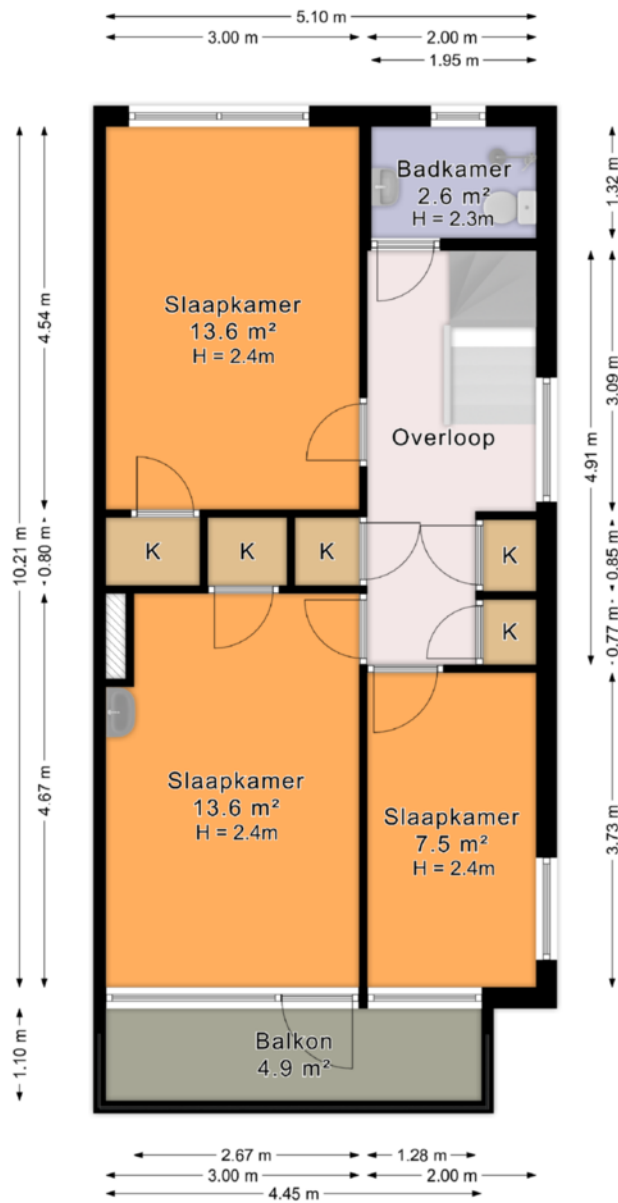 5.10 m
3.00 m
2.00 m
1.95 m
Badkamer
2.6 m²
H = 2.3m
1.32 m
Slaapkamer
13.6 m²
H = 2.4m
4.54 m
10.21 m
Overloop
3.09 m
4.91 m
K
K
K
K
K
0.80 m
0.85 m
0.77 m
Slaapkamer
13.6 m²
H = 2.4m
4.67 m
Slaapkamer
7.5 m²
H = 2.4m
3.73 m
Balkon
4.9 m²
1.10 m
2.67 m
1.28 m
3.00 m
2.00 m
4.45 m